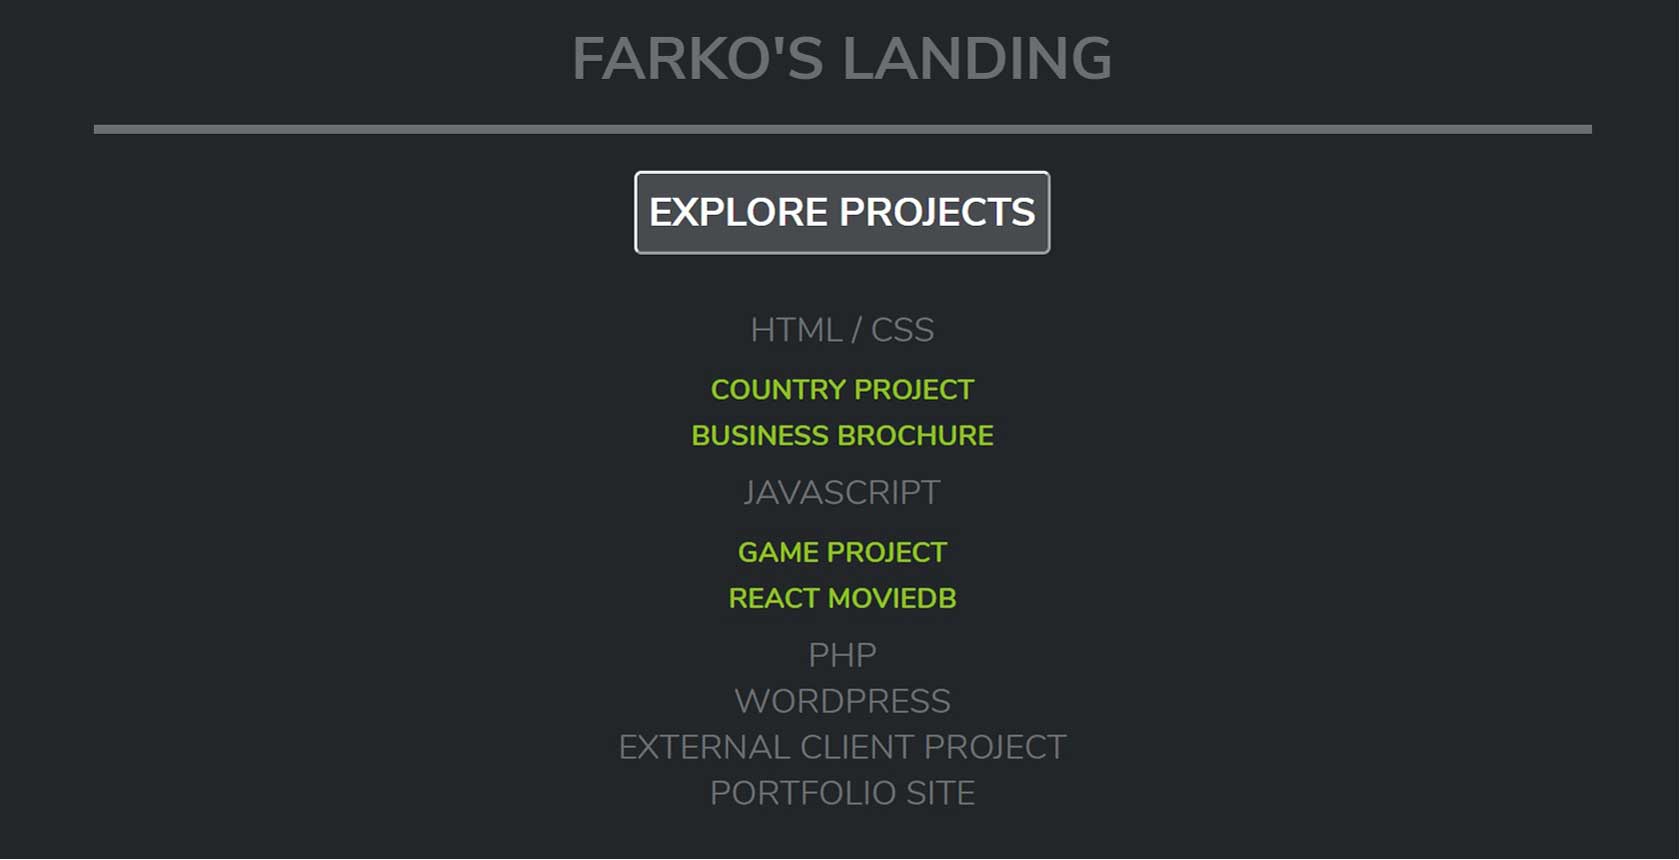 FARKO'S LANDING
EXPLORE PROJECTS
HTML / CSS
COUNTRY PROJECT
BUSINESS BROCHURE
JAVASCRIPT
GAME PROJECT
REACT MOVIEDB
PHP
WORDPRESS
EXTERNAL CLIENT PROJECT
PORTFOLIO SITE